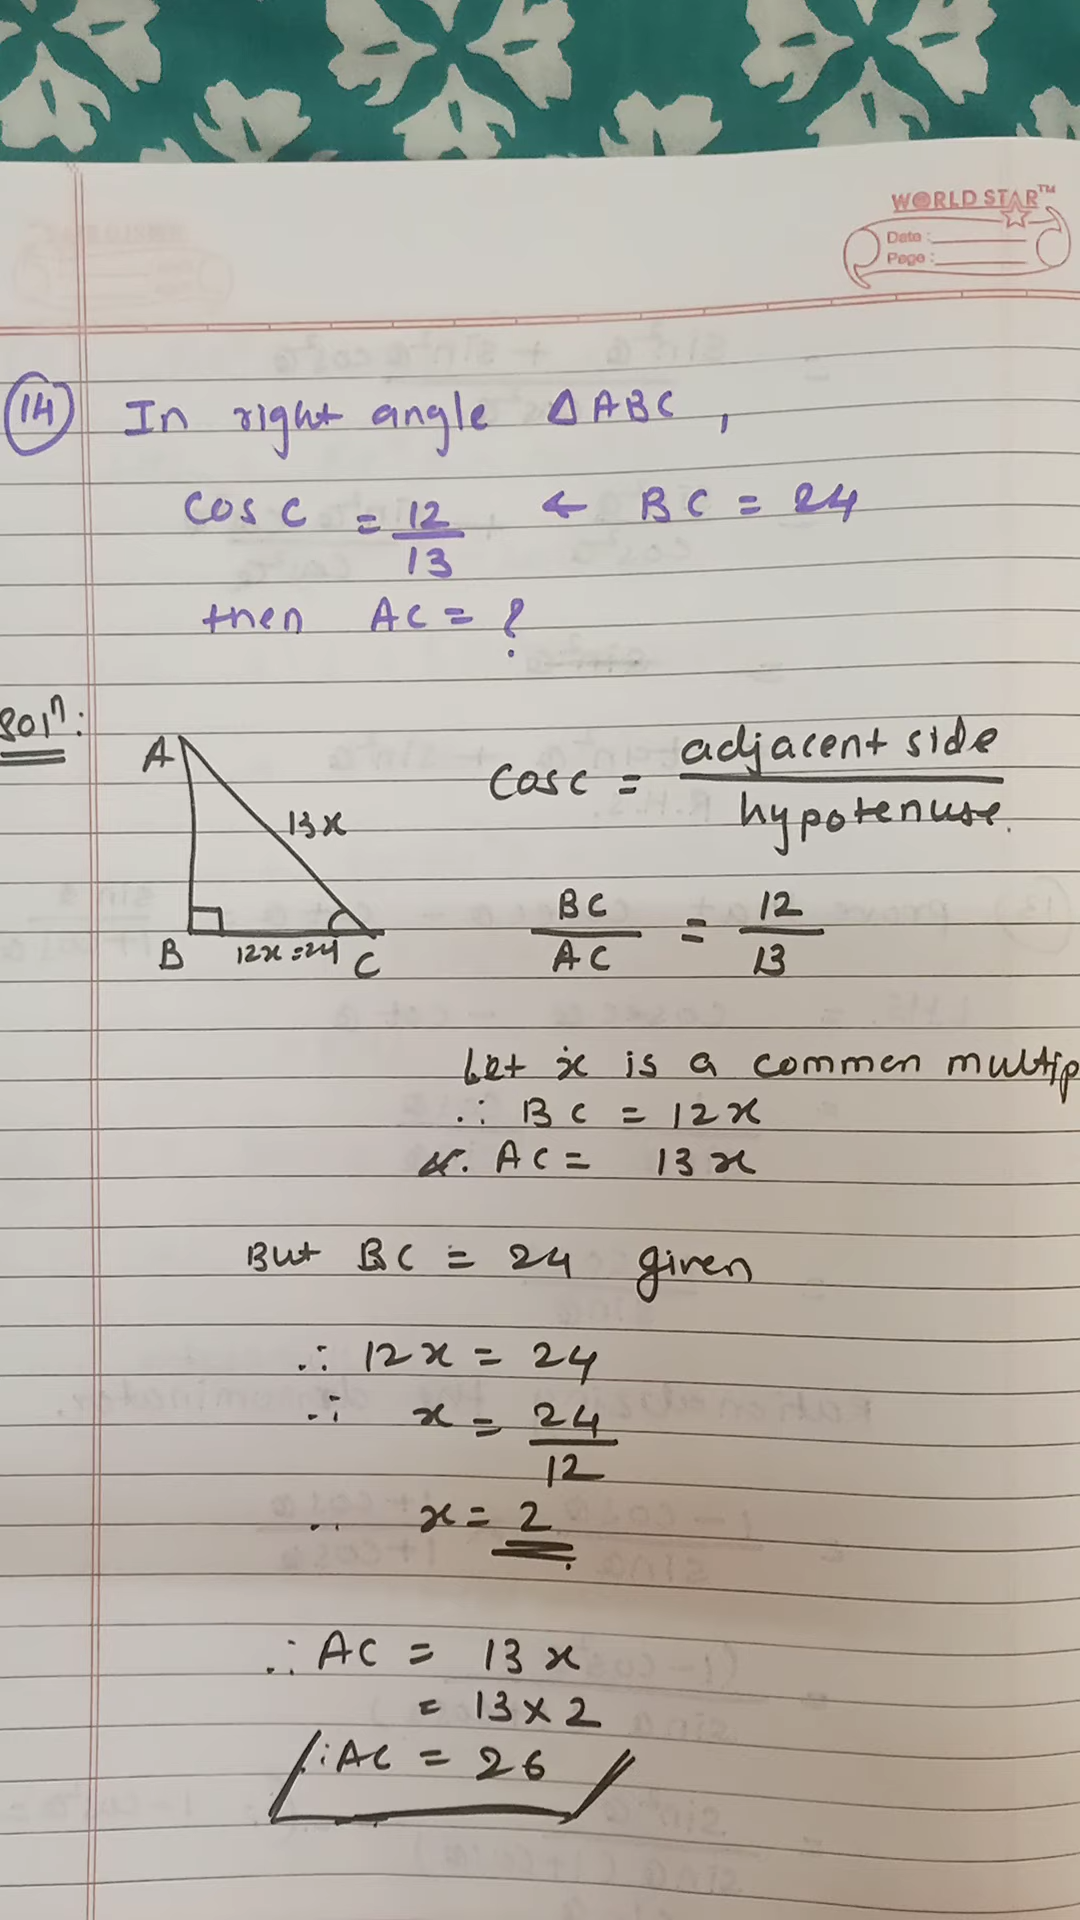 WORLD STAR™
Date :
Page :
14 In right angle Δ ABC ,
cos C = 12/13 & BC = 24
then AC = ?
Solⁿ:
A
13x
B 12x = 24 C
Cos C = adjacent side / hypotenuse.
BC/AC = 12/13
Let x is a common multip
∴ BC = 12x
&. AC = 13x
But BC = 24 given
∴ 12x = 24
∴ x = 24/12
∴ x = 2
∴ AC = 13x
= 13 × 2
∴ AC = 26